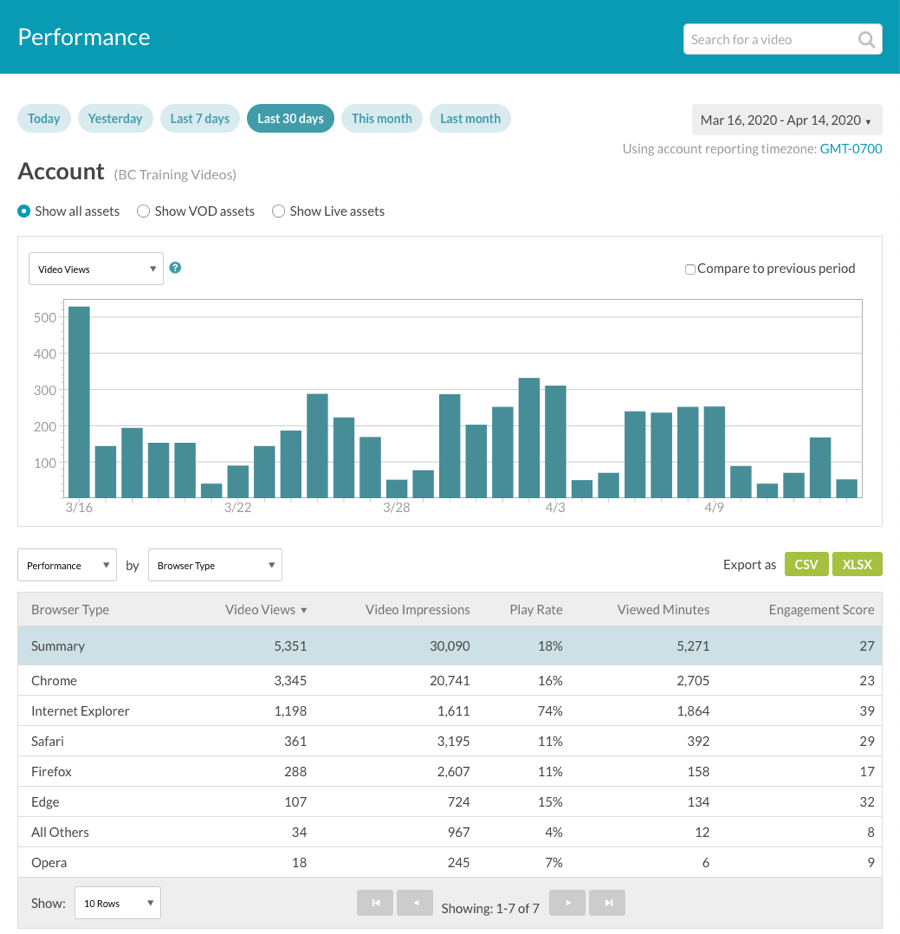 Performance
Search for a video
Today Yesterday Last 7 days Last 30 days This month Last month
Mar 16, 2020 - Apr 14, 2020 ▾
Using account reporting timezone: GMT-0700
Account (BC Training Videos)
Show all assets Show VOD assets Show Live assets
Video Views ▼ ? Compare to previous period
500
400
300
200
100
3/16 3/22 3/28 4/3 4/9
Performance ▼ by Browser Type ▼ Export as CSV XLSX
Browser Type Video Views ▼ Video Impressions Play Rate Viewed Minutes Engagement Score
Summary 5,351 30,090 18% 5,271 27
Chrome 3,345 20,741 16% 2,705 23
Internet Explorer 1,198 1,611 74% 1,864 39
Safari 361 3,195 11% 392 29
Firefox 288 2,607 11% 158 17
Edge 107 724 15% 134 32
All Others 34 967 4% 12 8
Opera 18 245 7% 6 9
Show: 10 Rows ▼ Showing: 1-7 of 7